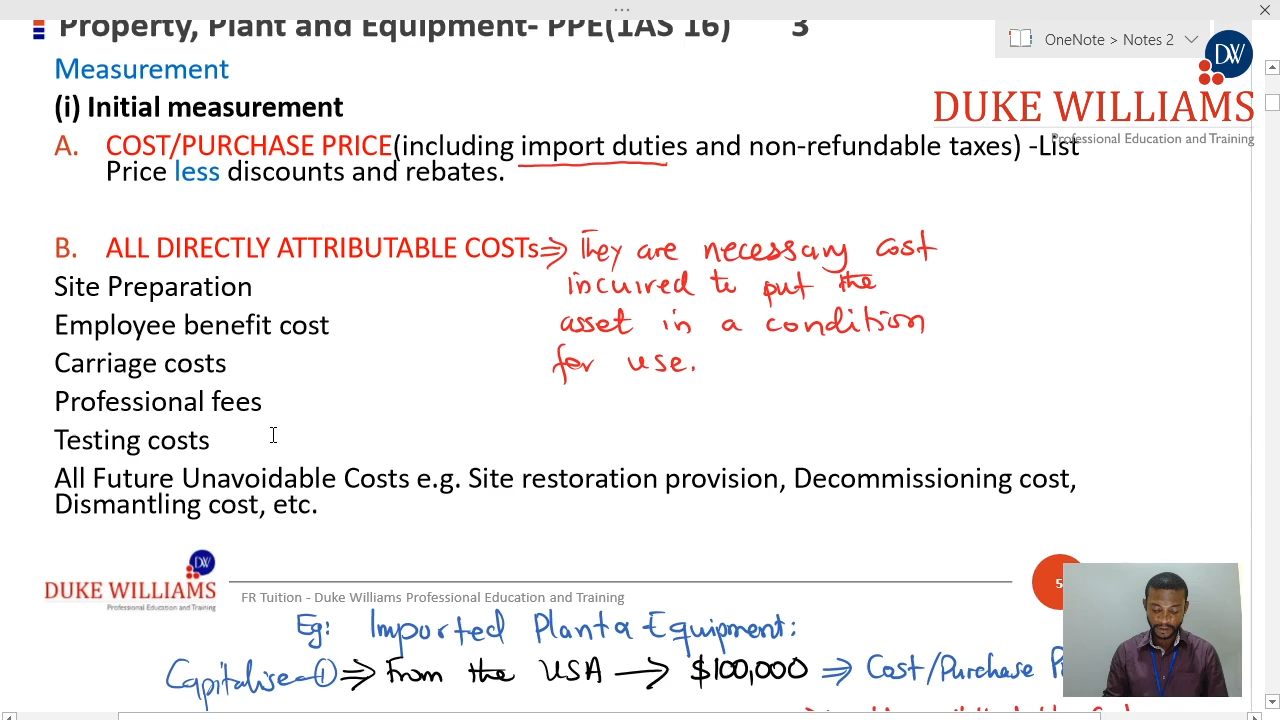 Property, Plant and Equipment- PPE(IAS 16) 3
OneNote > Notes 2
DW
DUKE WILLIAMS
Professional Education and Training
Measurement
(i) Initial measurement
A. COST/PURCHASE PRICE(including import duties and non-refundable taxes) -List
Price less discounts and rebates.
B. ALL DIRECTLY ATTRIBUTABLE COSTs⇒ They are necessary cost
incurred to put the
asset in a condition
for use.
Site Preparation
Employee benefit cost
Carriage costs
Professional fees
Testing costs
All Future Unavoidable Costs e.g. Site restoration provision, Decommissioning cost,
Dismantling cost, etc.
DW
DUKE WILLIAMS
Professional Education and Training
FR Tuition - Duke Williams Professional Education and Training
5
Eg: Imported Plant & Equipment:
Capitalise-① ⇒ From the USA → $100,000 ⇒ Cost/Purchase